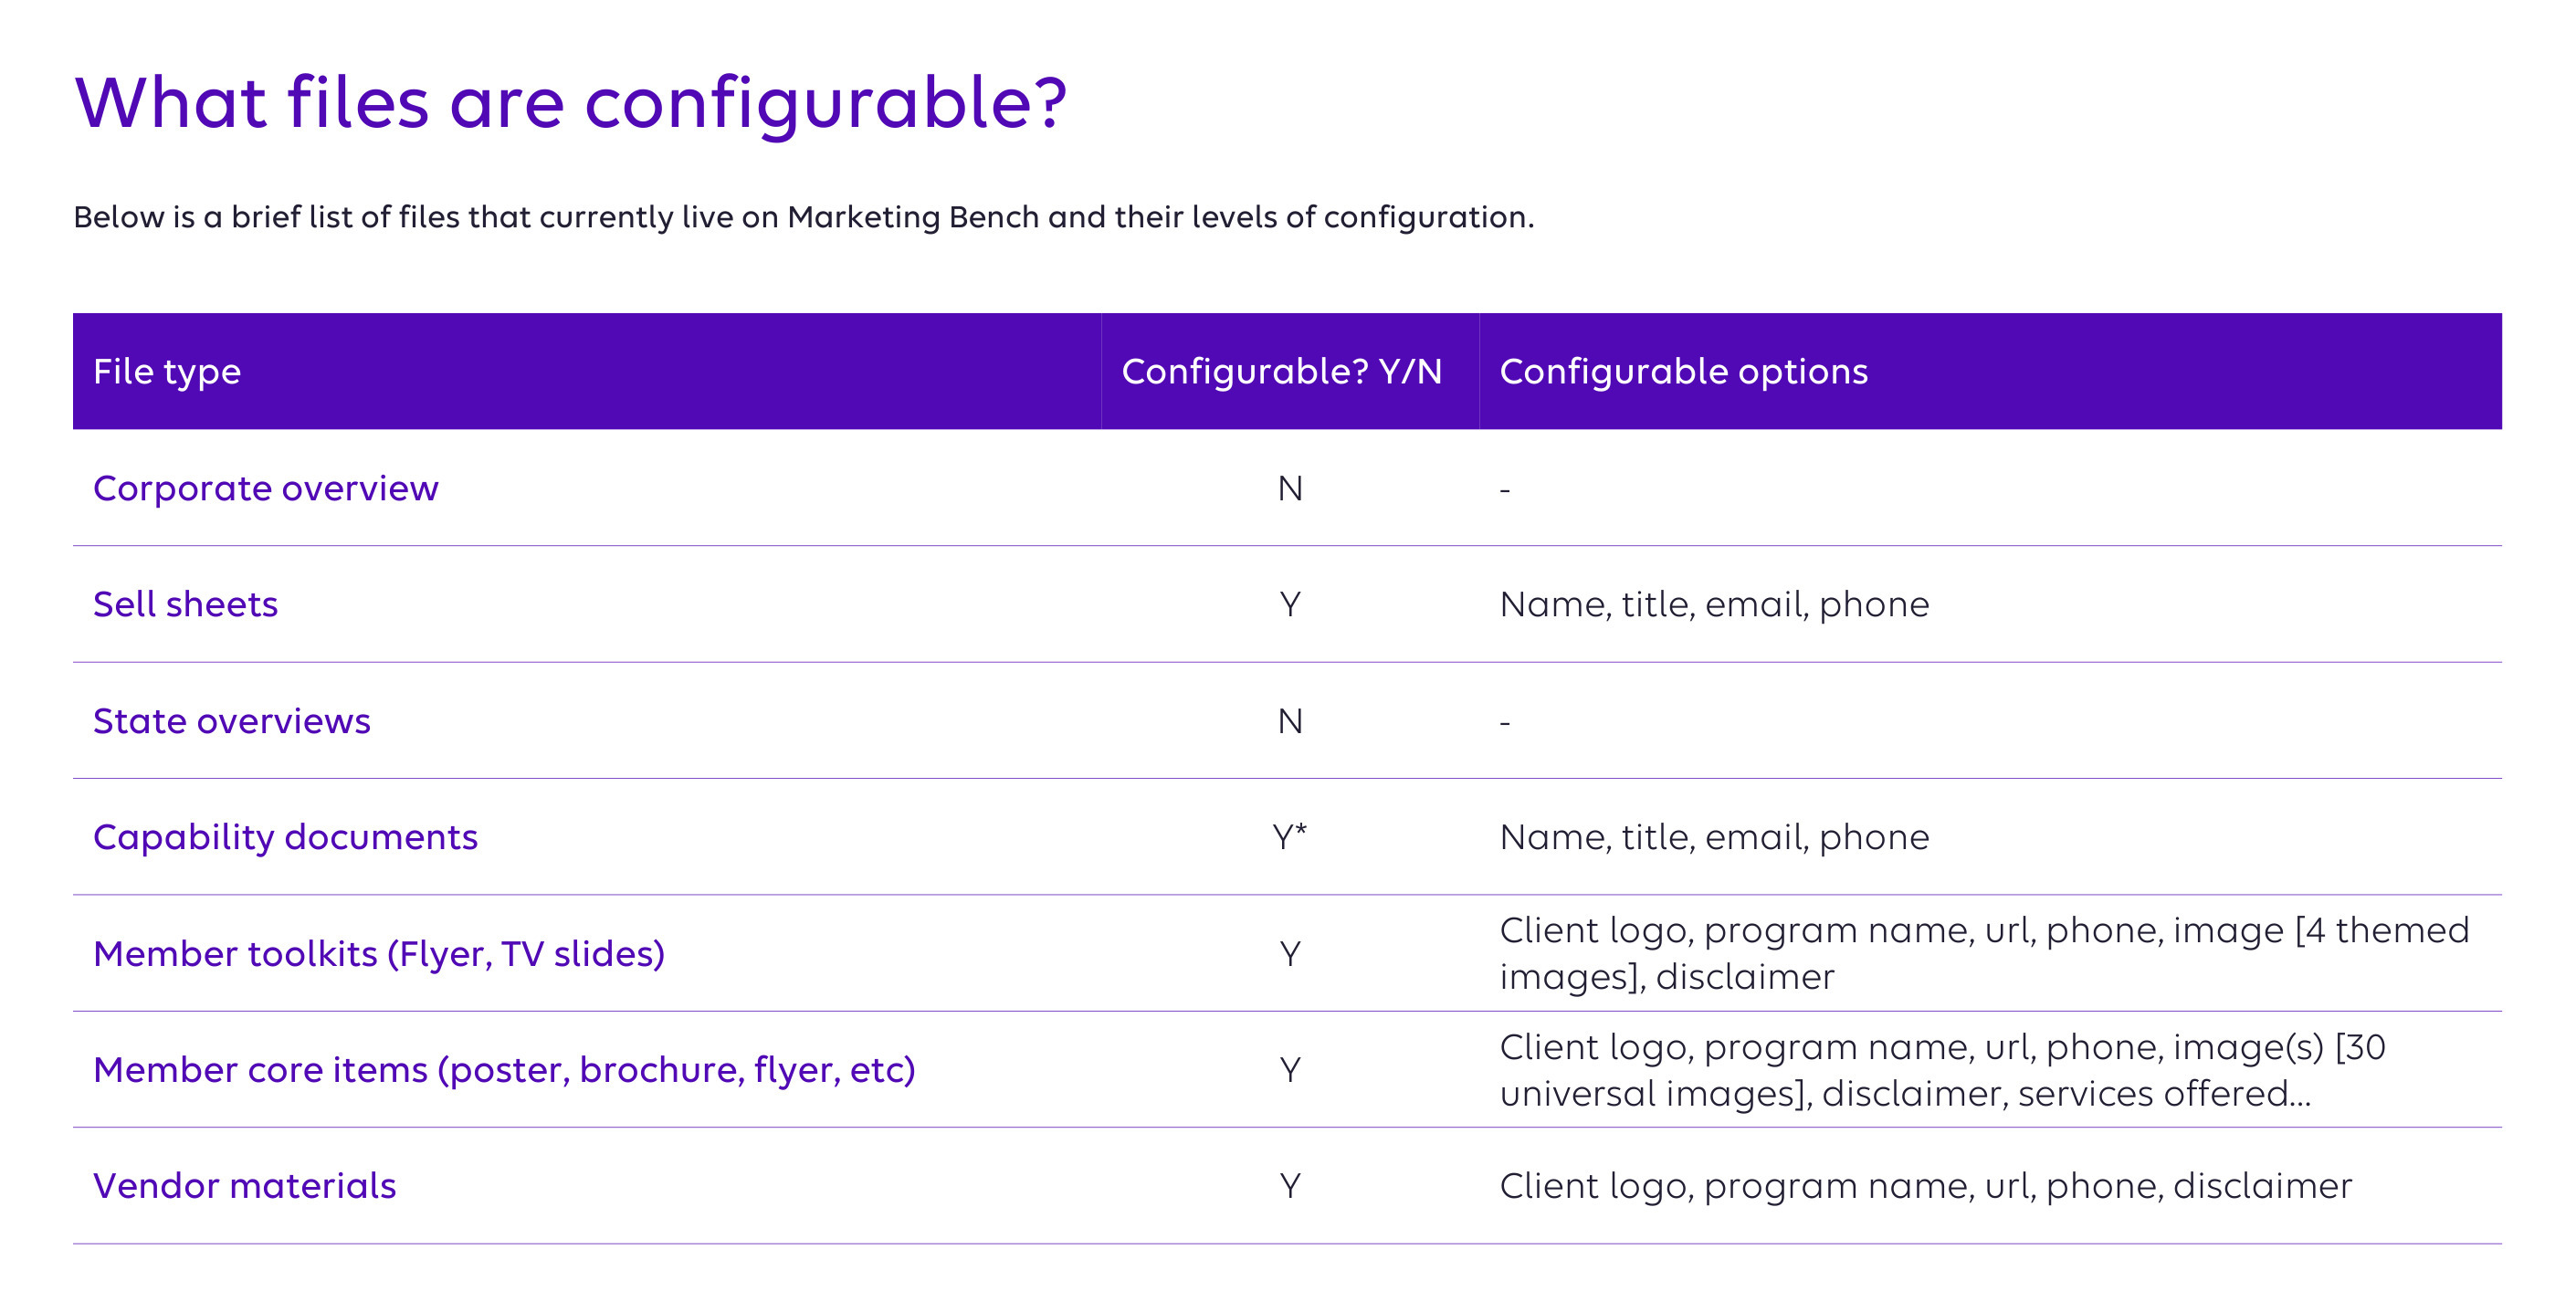 What files are configurable?
Below is a brief list of files that currently live on Marketing Bench and their levels of configuration.
File type Configurable? Y/N Configurable options
Corporate overview N -
Sell sheets Y Name, title, email, phone
State overviews N -
Capability documents Y* Name, title, email, phone
Member toolkits (Flyer, TV slides) Y Client logo, program name, url, phone, image [4 themed
images], disclaimer
Member core items (poster, brochure, flyer, etc) Y Client logo, program name, url, phone, image(s) [30
universal images], disclaimer, services offered...
Vendor materials Y Client logo, program name, url, phone, disclaimer